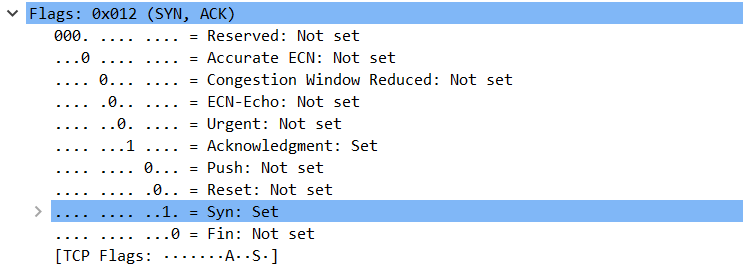 Flags: 0x012 (SYN, ACK)
000. .... .... = Reserved: Not set
...0 .... .... = Accurate ECN: Not set
.... 0... .... = Congestion Window Reduced: Not set
.... .0.. .... = ECN-Echo: Not set
.... ..0. .... = Urgent: Not set
.... ...1 .... = Acknowledgment: Set
.... .... 0... = Push: Not set
.... .... .0.. = Reset: Not set
.... .... ..1. = Syn: Set
.... .... ...0 = Fin: Not set
[TCP Flags: ·······A··S·]